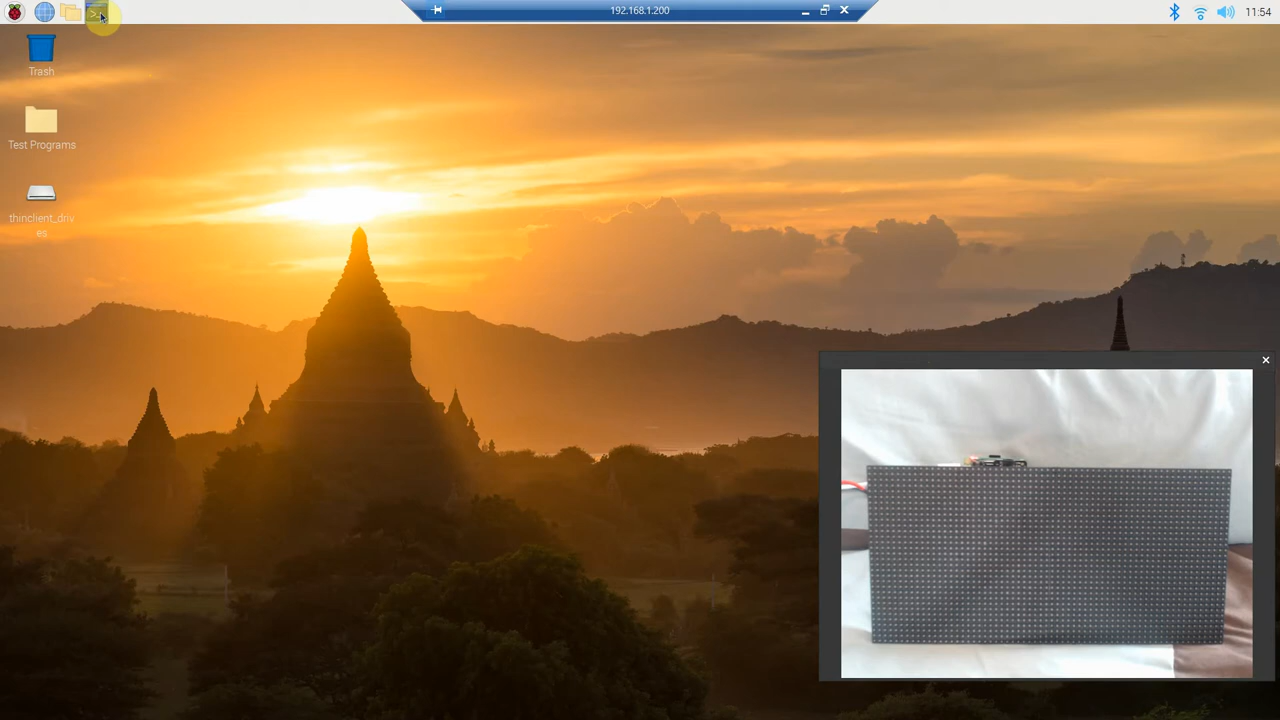 192.168.1.200
11:54
Trash
Test Programs
thinclient_driv
es